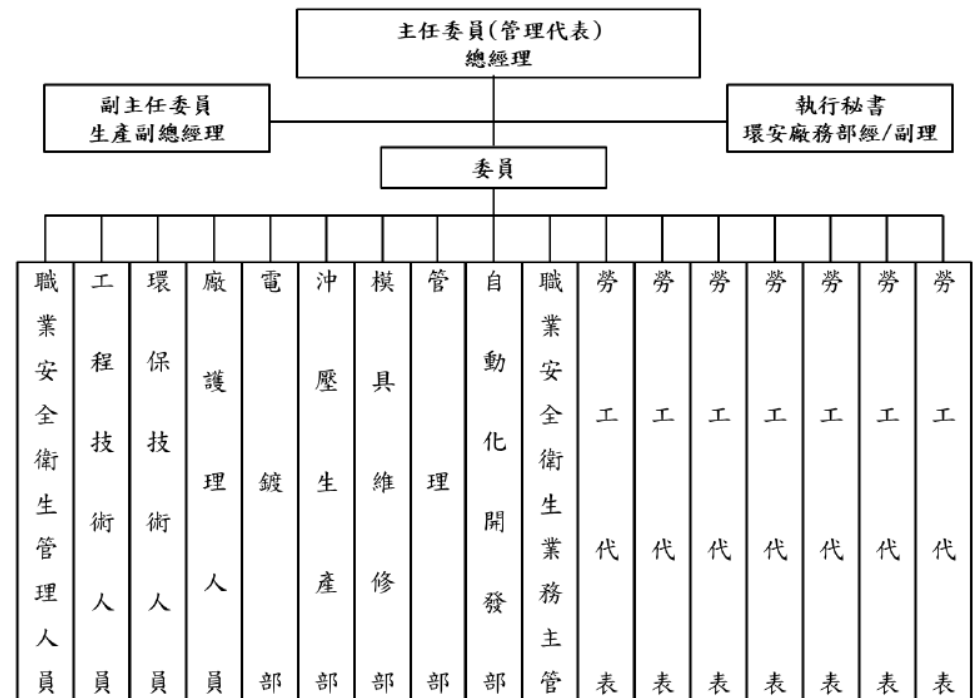 主任委員(管理代表)
總經理
副主任委員
生產副總經理
執行秘書
環安廠務部經/副理
委員
職業安全衛生管理人員
工程技術人員
環保技術人員
廠護理人員
電鍍部
沖壓生產部
模具維修部
管理部
自動化開發部
職業安全衛生業務主管
勞工代表
勞工代表
勞工代表
勞工代表
勞工代表
勞工代表
勞工代表